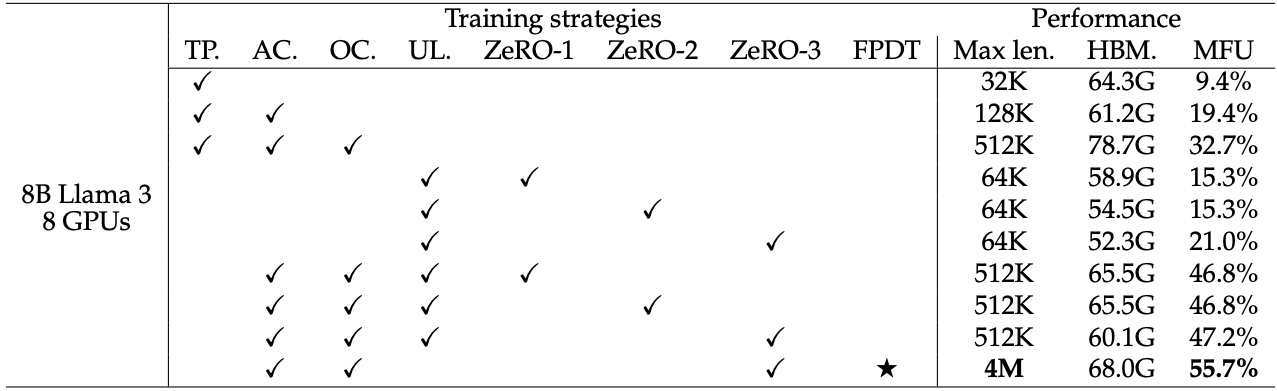 Training strategies Performance
TP. AC. OC. UL. ZeRO-1 ZeRO-2 ZeRO-3 FPDT Max len. HBM. MFU
✓ 32K 64.3G 9.4%
✓ ✓ 128K 61.2G 19.4%
✓ ✓ ✓ 512K 78.7G 32.7%
✓ ✓ 64K 58.9G 15.3%
8B Llama 3
8 GPUs
✓ ✓ 64K 54.5G 15.3%
✓ ✓ 64K 52.3G 21.0%
✓ ✓ ✓ ✓ 512K 65.5G 46.8%
✓ ✓ ✓ ✓ 512K 65.5G 46.8%
✓ ✓ ✓ ✓ 512K 60.1G 47.2%
✓ ✓ ✓ ★ 4M 68.0G 55.7%